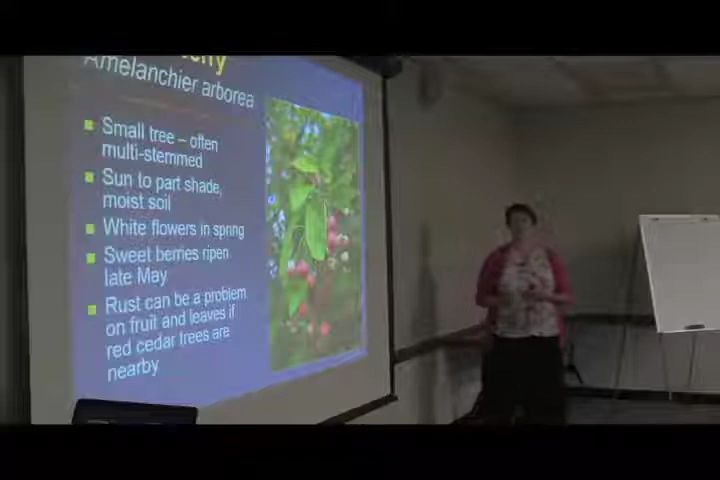 Amelanchier arborea
Small tree – often
multi-stemmed
Sun to part shade,
moist soil
White flowers in spring
Sweet berries ripen
late May
Rust can be a problem
on fruit and leaves if
red cedar trees are
nearby